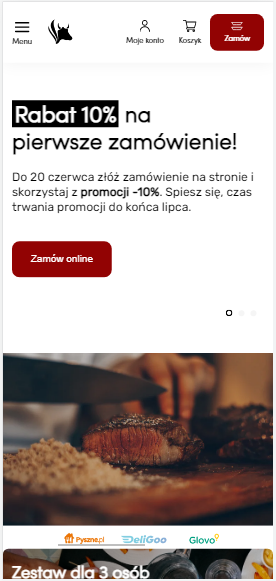 Menu
Moje konto
Koszyk
Zamów
Rabat 10% na
pierwsze zamówienie!
Do 20 czerwca złóż zamówienie na stronie i
skorzystaj z promocji -10%. Spiesz się, czas
trwania promocji do końca lipca.
Zamów online
Pyszne.pl
DeliGoo
Glovo
Zestaw dla 3 osób